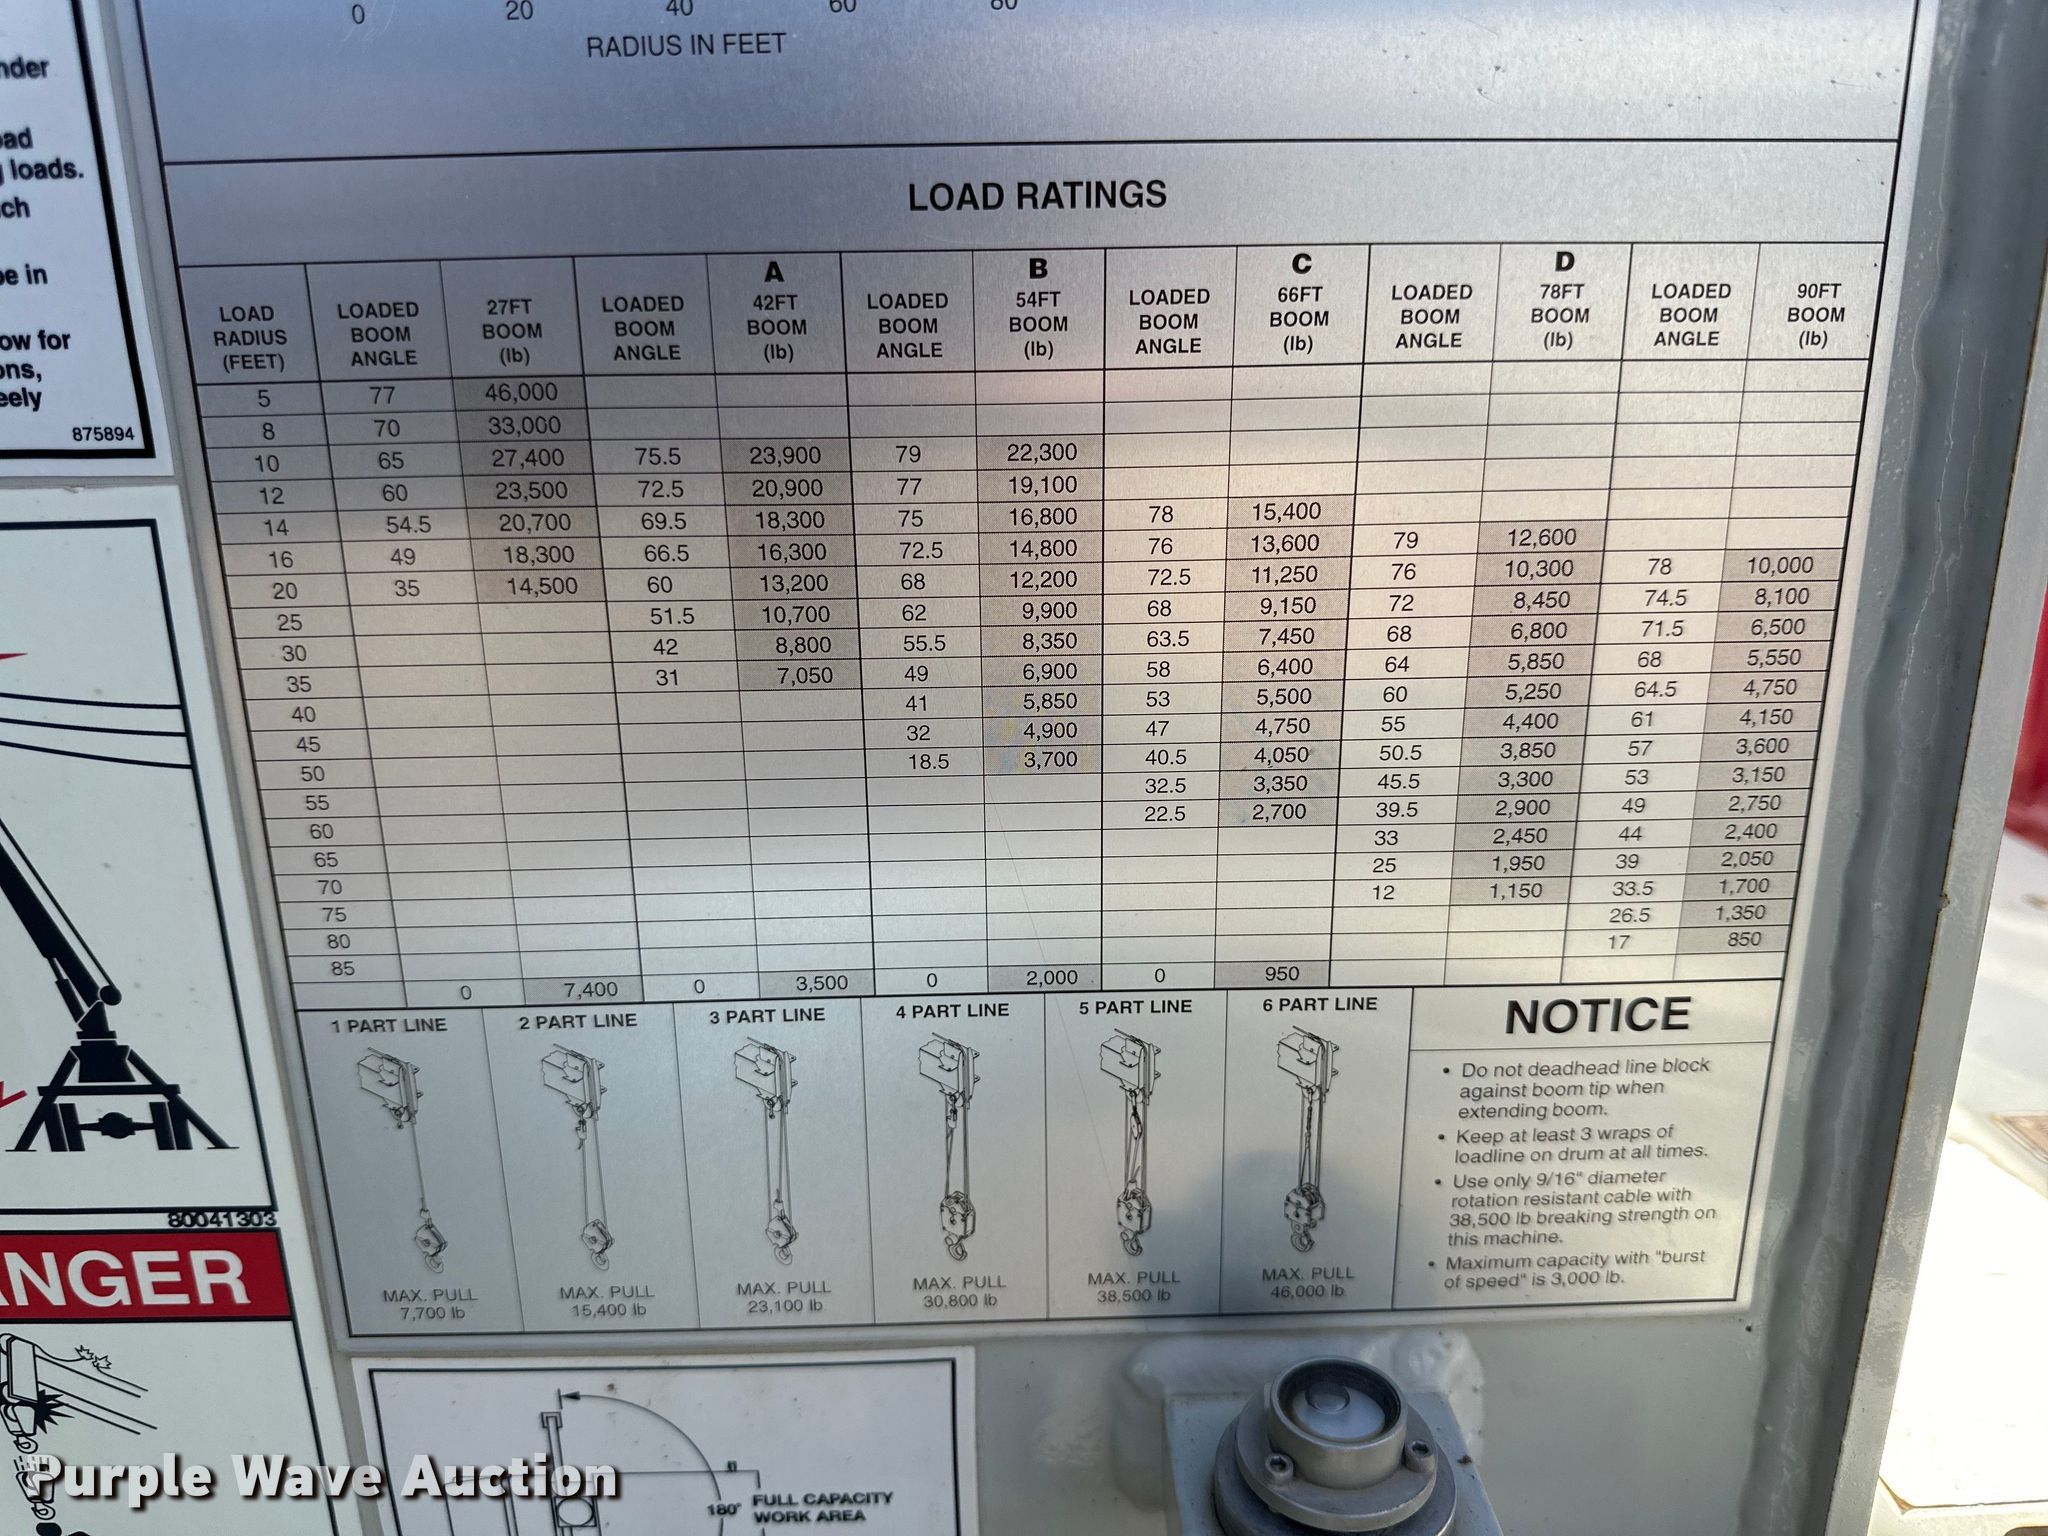 0 20 40 60 80
RADIUS IN FEET
loads.
be in
875894
LOAD RATINGS
A B C D
LOAD RADIUS (FEET) LOADED BOOM ANGLE 27FT BOOM (lb) LOADED BOOM ANGLE 42FT BOOM (lb) LOADED BOOM ANGLE 54FT BOOM (lb) LOADED BOOM ANGLE 66FT BOOM (lb) LOADED BOOM ANGLE 78FT BOOM (lb) LOADED BOOM ANGLE 90FT BOOM (lb)
5 77 46,000
8 70 33,000
10 65 27,400 75.5 23,900 79 22,300
12 60 23,500 72.5 20,900 77 19,100
14 54.5 20,700 69.5 18,300 75 16,800 78 15,400
16 49 18,300 66.5 16,300 72.5 14,800 76 13,600 79 12,600
20 35 14,500 60 13,200 68 12,200 72.5 11,250 76 10,300 78 10,000
25 51.5 10,700 62 9,900 68 9,150 72 8,450 74.5 8,100
30 42 8,800 55.5 8,350 63.5 7,450 68 6,800 71.5 6,500
35 31 7,050 49 6,900 58 6,400 64 5,850 68 5,550
40 41 5,850 53 5,500 60 5,250 64.5 4,750
45 32 4,900 47 4,750 55 4,400 61 4,150
50 18.5 3,700 40.5 4,050 50.5 3,850 57 3,600
55 32.5 3,350 45.5 3,300 53 3,150
60 22.5 2,700 39.5 2,900 49 2,750
65 33 2,450 44 2,400
70 25 1,950 39 2,050
75 12 1,150 33.5 1,700
80 26.5 1,350
85 17 850
0 7,400 0 3,500 0 2,000 0 950
1 PART LINE 2 PART LINE 3 PART LINE 4 PART LINE 5 PART LINE 6 PART LINE
MAX. PULL MAX. PULL MAX. PULL MAX. PULL MAX. PULL MAX. PULL
7,700 lb 15,400 lb 23,100 lb 30,800 lb 38,500 lb 46,000 lb
NOTICE
• Do not deadhead line block
against boom tip when
extending boom.
• Keep at least 3 wraps of
loadline on drum at all times.
• Use only 9/16" diameter
rotation resistant cable with
38,500 lb breaking strength on
this machine.
• Maximum capacity with "burst
of speed" is 3,000 lb.
80041303
ANGER
180° FULL CAPACITY
WORK AREA
Purple Wave Auction